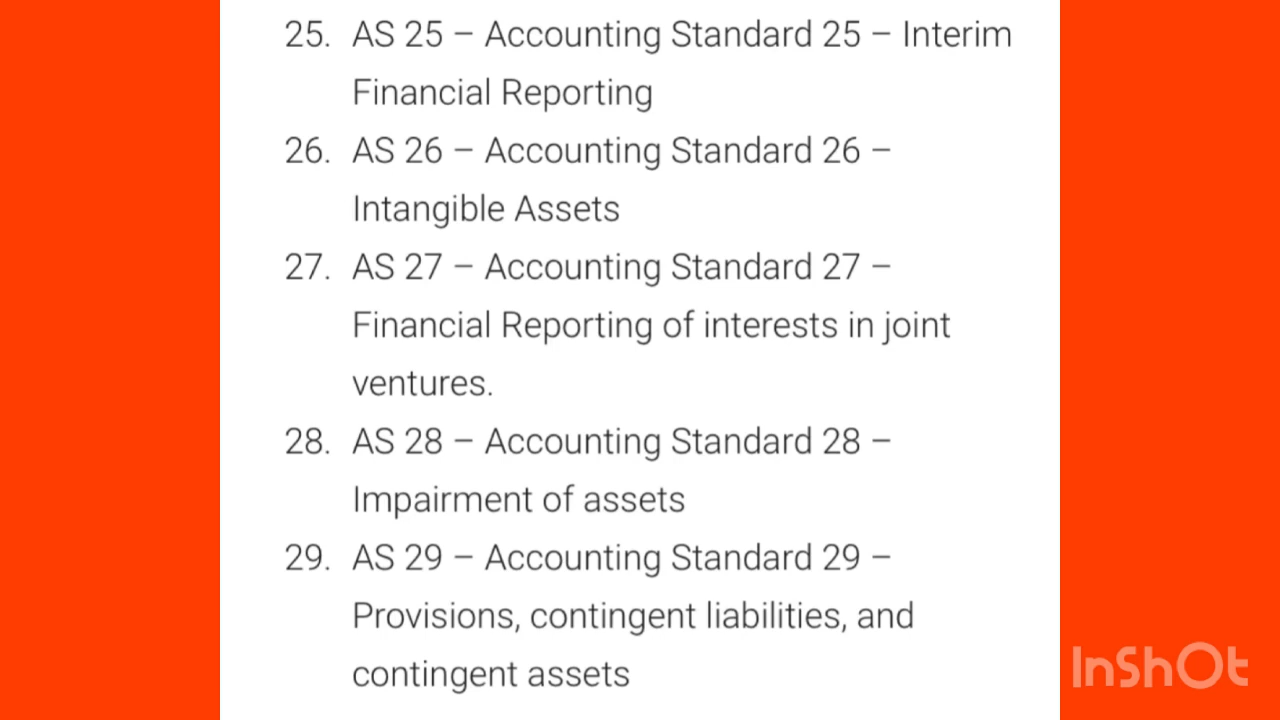 25. AS 25 – Accounting Standard 25 – Interim
Financial Reporting
26. AS 26 – Accounting Standard 26 –
Intangible Assets
27. AS 27 – Accounting Standard 27 –
Financial Reporting of interests in joint
ventures.
28. AS 28 – Accounting Standard 28 –
Impairment of assets
29. AS 29 – Accounting Standard 29 –
Provisions, contingent liabilities, and
contingent assets
InShOt